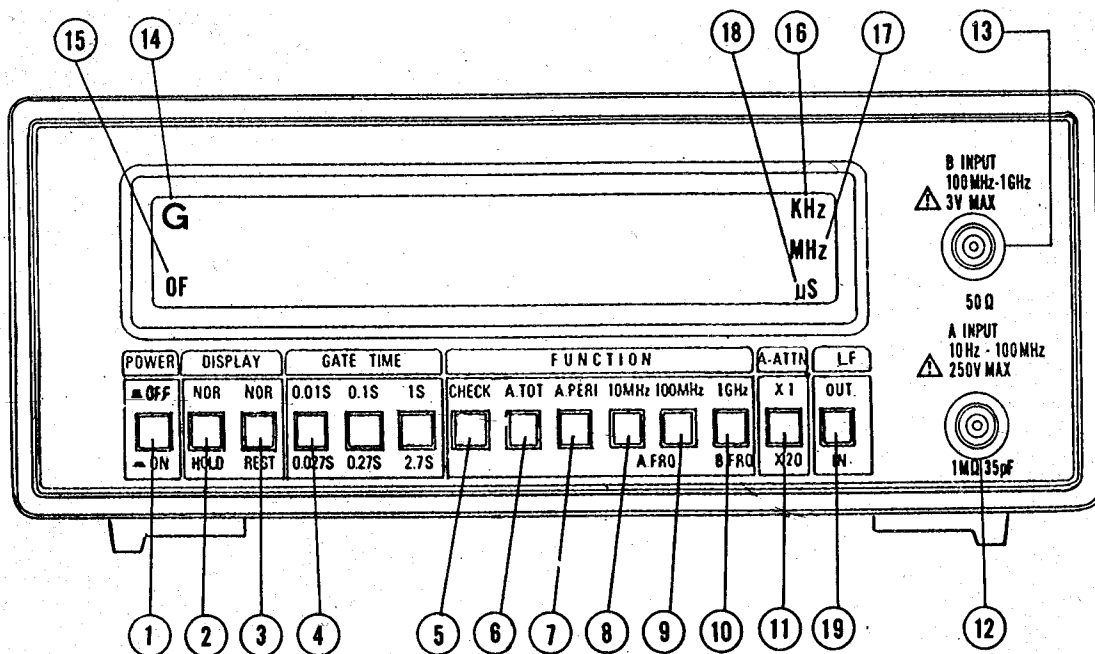 15 14 18 16 17 13
G KHz
MHz
OF µS
B INPUT
100MHz-1GHz
⚠ 3V MAX
50Ω
A INPUT
10Hz - 100MHz
⚠ 250V MAX
1MΩ 35pF
POWER DISPLAY GATE TIME FUNCTION A-ATTN L.F
OFF NOR NOR 0.01S 0.1S 1S CHECK A.TOT A.PERI 10MHz 100MHz 1GHz X1 OUT
ON HOLD REST 0.027S 0.27S 2.7S A.FRQ B.FRQ X20 IN
1 2 3 4 5 6 7 8 9 10 11 19 12